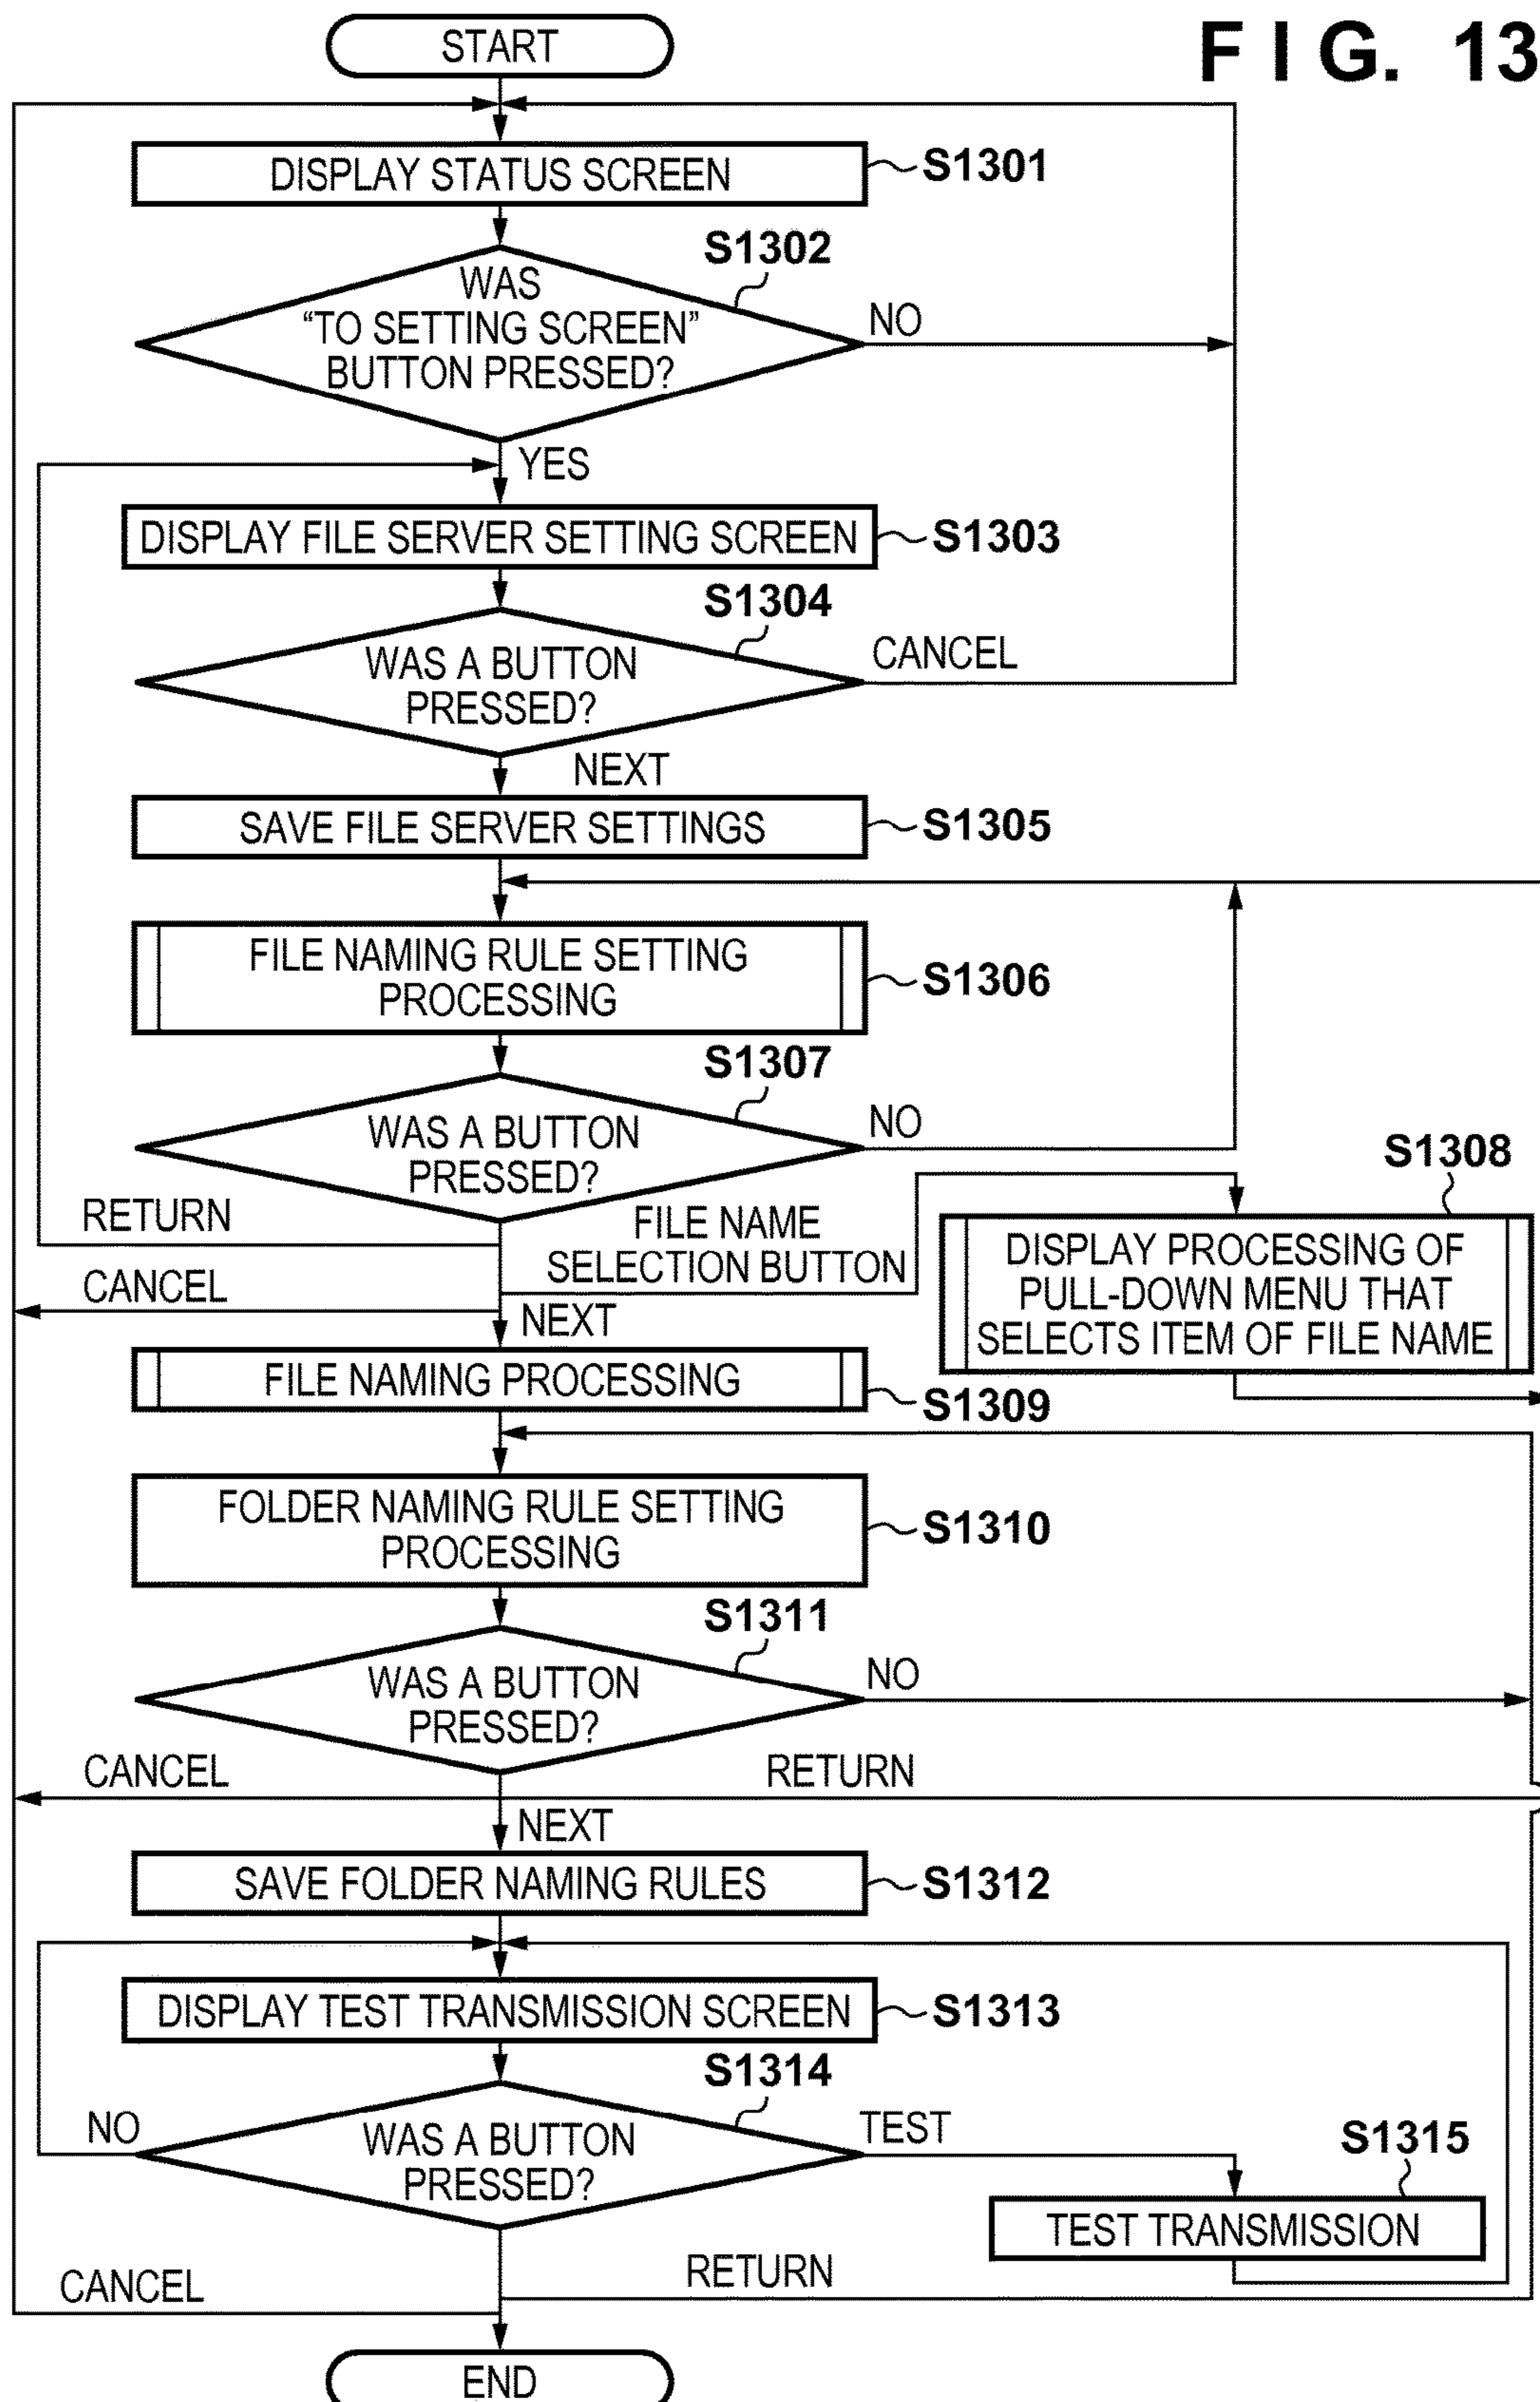 FIG. 13
START
DISPLAY STATUS SCREEN
S1301
S1302
WAS
“TO SETTING SCREEN”
BUTTON PRESSED?
NO
YES
DISPLAY FILE SERVER SETTING SCREEN
S1303
S1304
WAS A BUTTON
PRESSED?
CANCEL
NEXT
SAVE FILE SERVER SETTINGS
S1305
FILE NAMING RULE SETTING
PROCESSING
S1306
S1307
WAS A BUTTON
PRESSED?
NO
RETURN
FILE NAME
SELECTION BUTTON
S1308
DISPLAY PROCESSING OF
PULL-DOWN MENU THAT
SELECTS ITEM OF FILE NAME
CANCEL
NEXT
FILE NAMING PROCESSING
S1309
FOLDER NAMING RULE SETTING
PROCESSING
S1310
S1311
WAS A BUTTON
PRESSED?
NO
CANCEL
RETURN
NEXT
SAVE FOLDER NAMING RULES
S1312
DISPLAY TEST TRANSMISSION SCREEN
S1313
S1314
NO
WAS A BUTTON
PRESSED?
TEST
S1315
TEST TRANSMISSION
RETURN
CANCEL
END